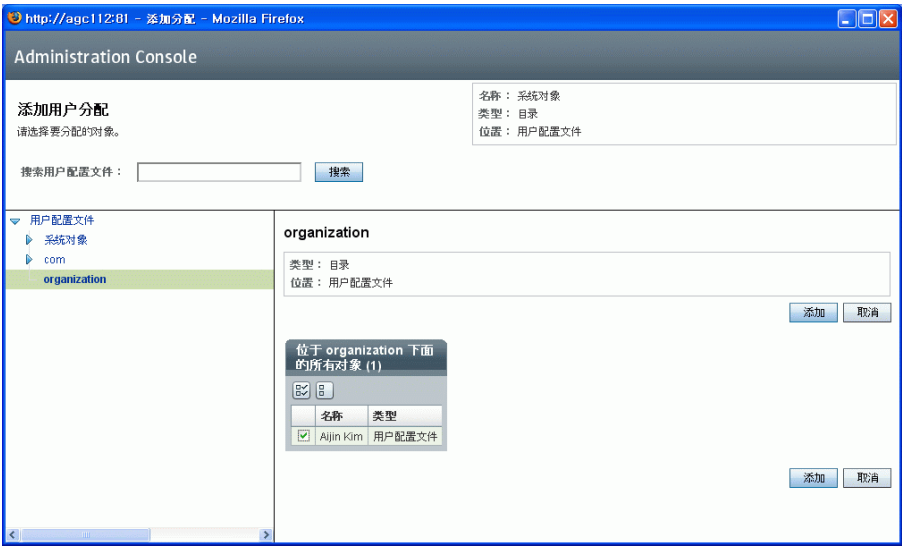 http://agc112:81 - 添加分配 - Mozilla Firefox
Administration Console
添加用户分配
请选择要分配的对象。
名称： 系统对象
类型： 目录
位置： 用户配置文件
搜索用户配置文件：
搜索
用户配置文件
系统对象
com
organization
organization
类型： 目录
位置： 用户配置文件
添加 取消
位于 organization 下面
的所有对象 (1)
名称 类型
Aijin Kim 用户配置文件
添加 取消